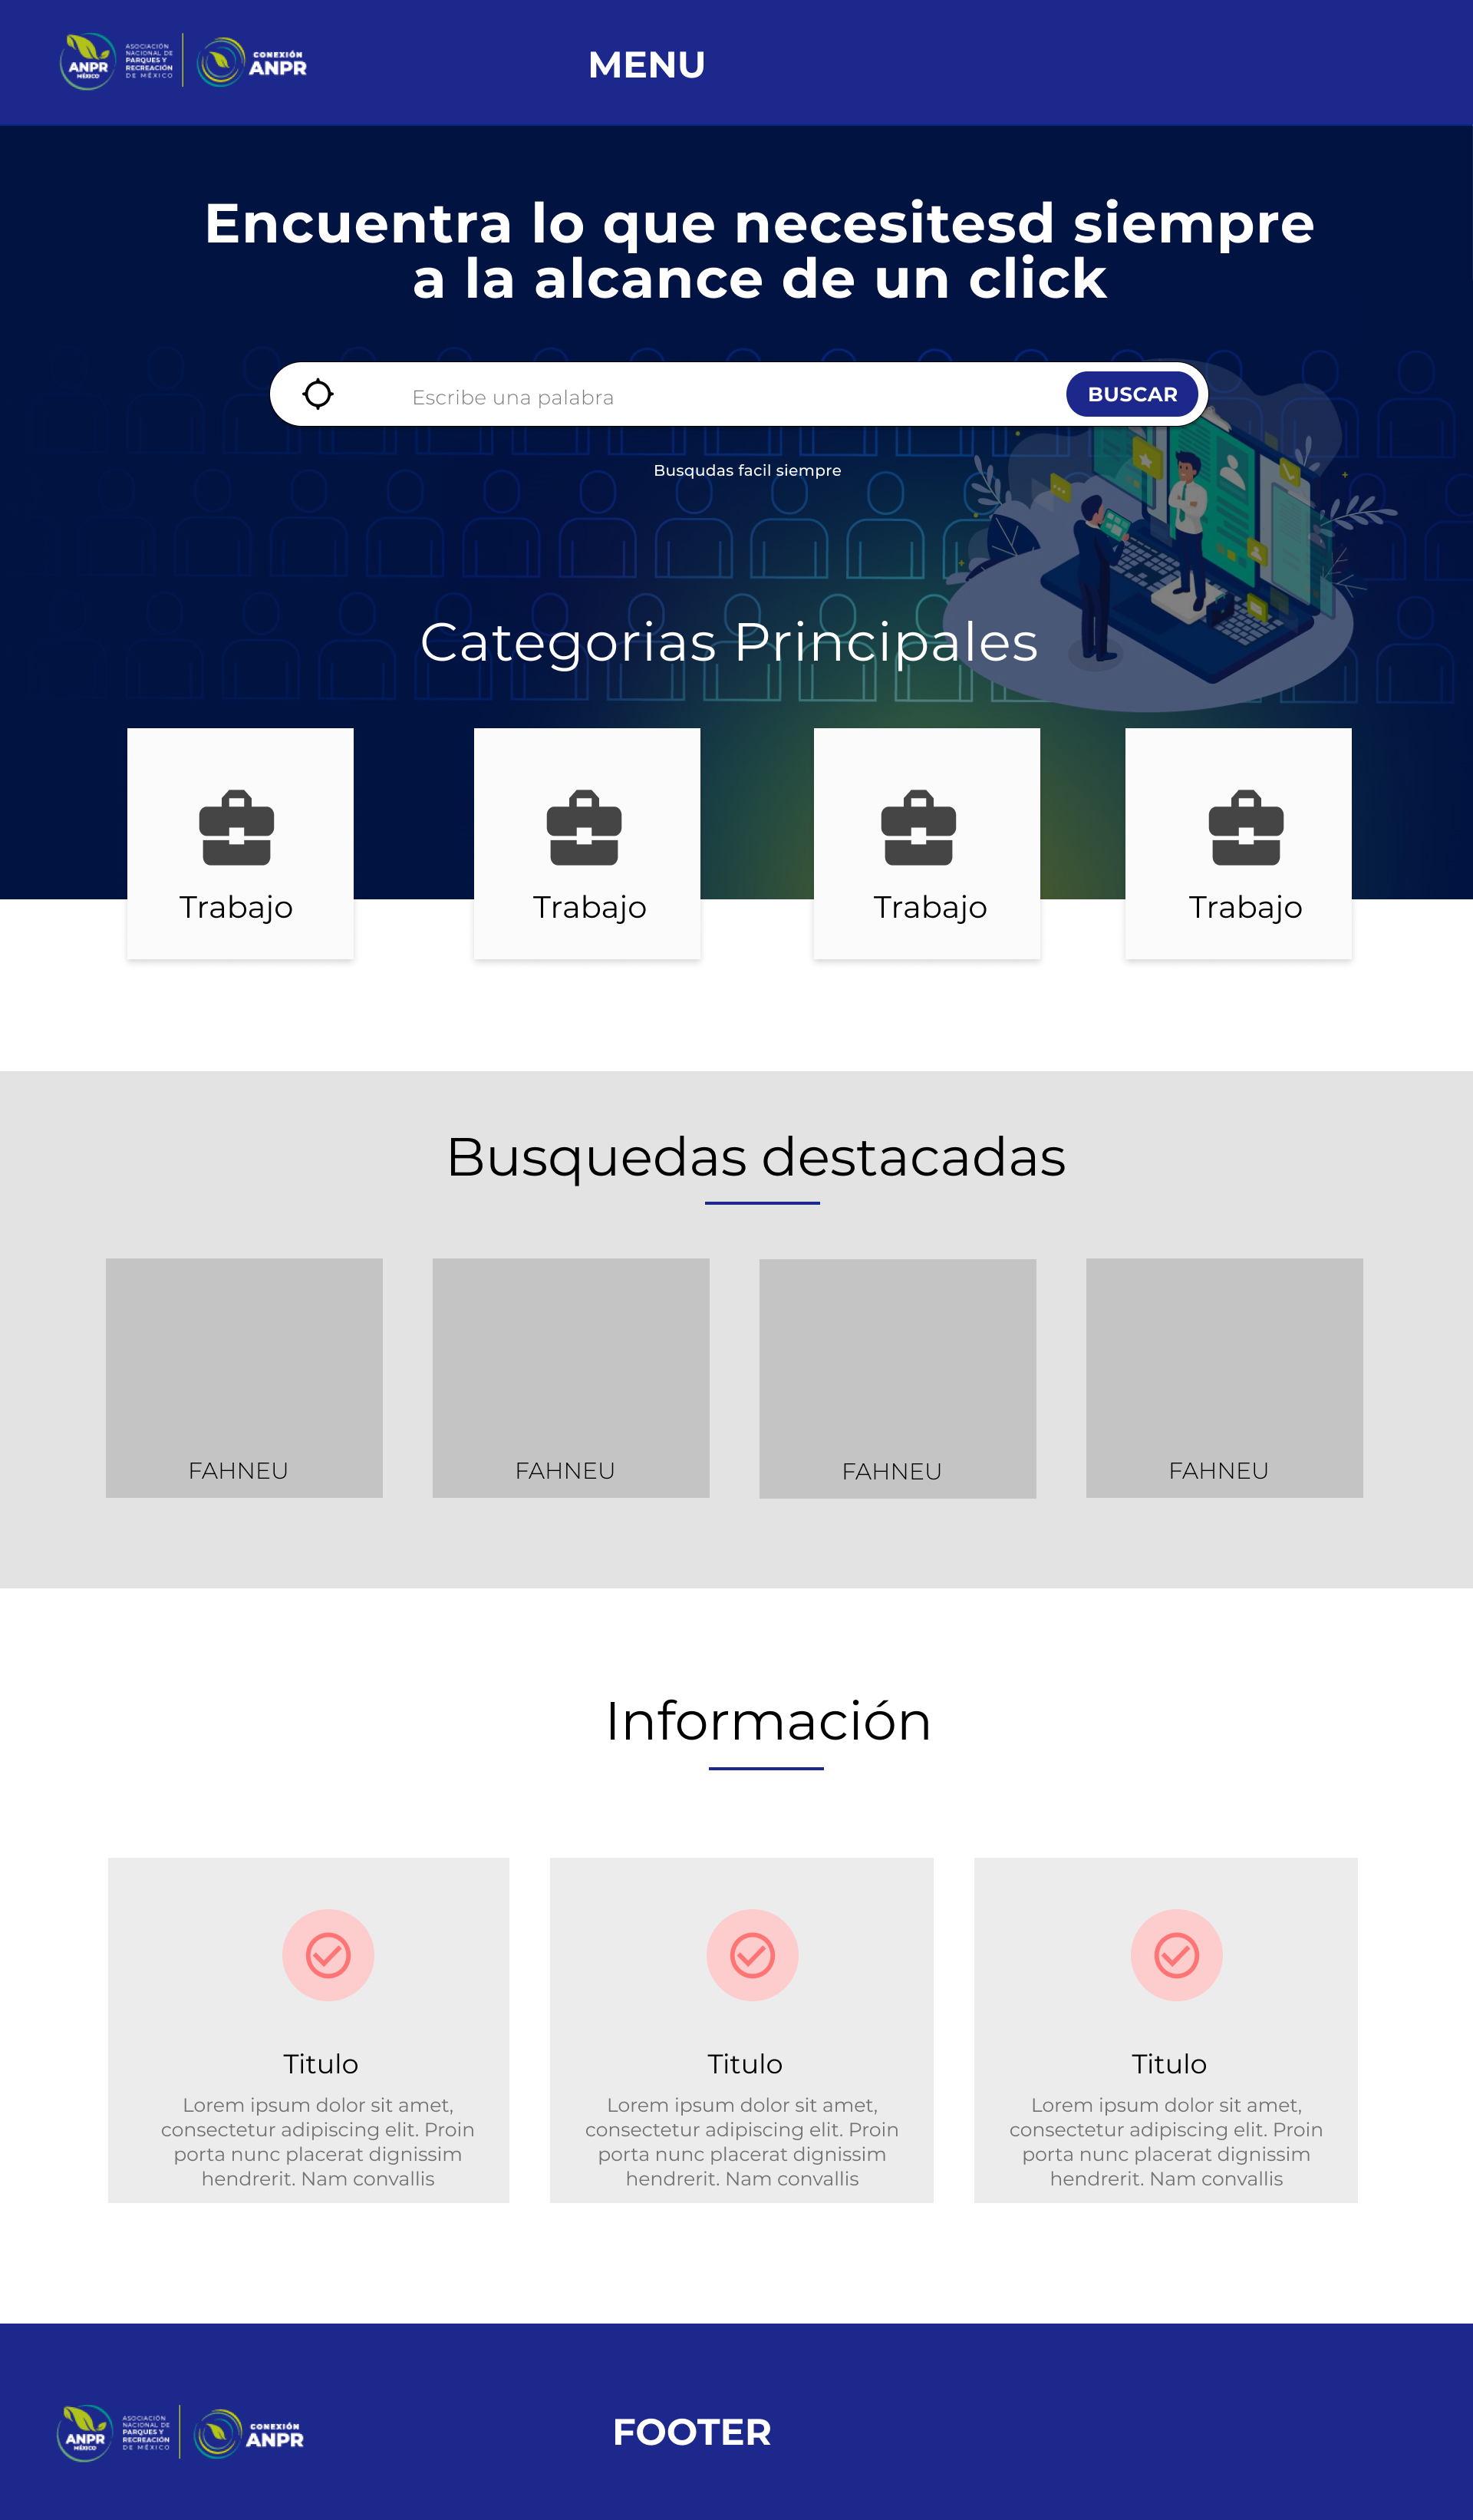 ANPR
MÉXICO
ASOCIACIÓN
NACIONAL DE
PARQUES Y
RECREACIÓN
DE MÉXICO
CONEXIÓN
ANPR
MENU
Encuentra lo que necesitesd siempre
a la alcance de un click
Escribe una palabra
BUSCAR
Busqudas facil siempre
Categorias Principales
Trabajo
Trabajo
Trabajo
Trabajo
Busquedas destacadas
FAHNEU
FAHNEU
FAHNEU
FAHNEU
Información
Titulo
Lorem ipsum dolor sit amet,
consectetur adipiscing elit. Proin
porta nunc placerat dignissim
hendrerit. Nam convallis
Titulo
Lorem ipsum dolor sit amet,
consectetur adipiscing elit. Proin
porta nunc placerat dignissim
hendrerit. Nam convallis
Titulo
Lorem ipsum dolor sit amet,
consectetur adipiscing elit. Proin
porta nunc placerat dignissim
hendrerit. Nam convallis
ANPR
MÉXICO
ASOCIACIÓN
NACIONAL DE
PARQUES Y
RECREACIÓN
DE MÉXICO
CONEXIÓN
ANPR
FOOTER